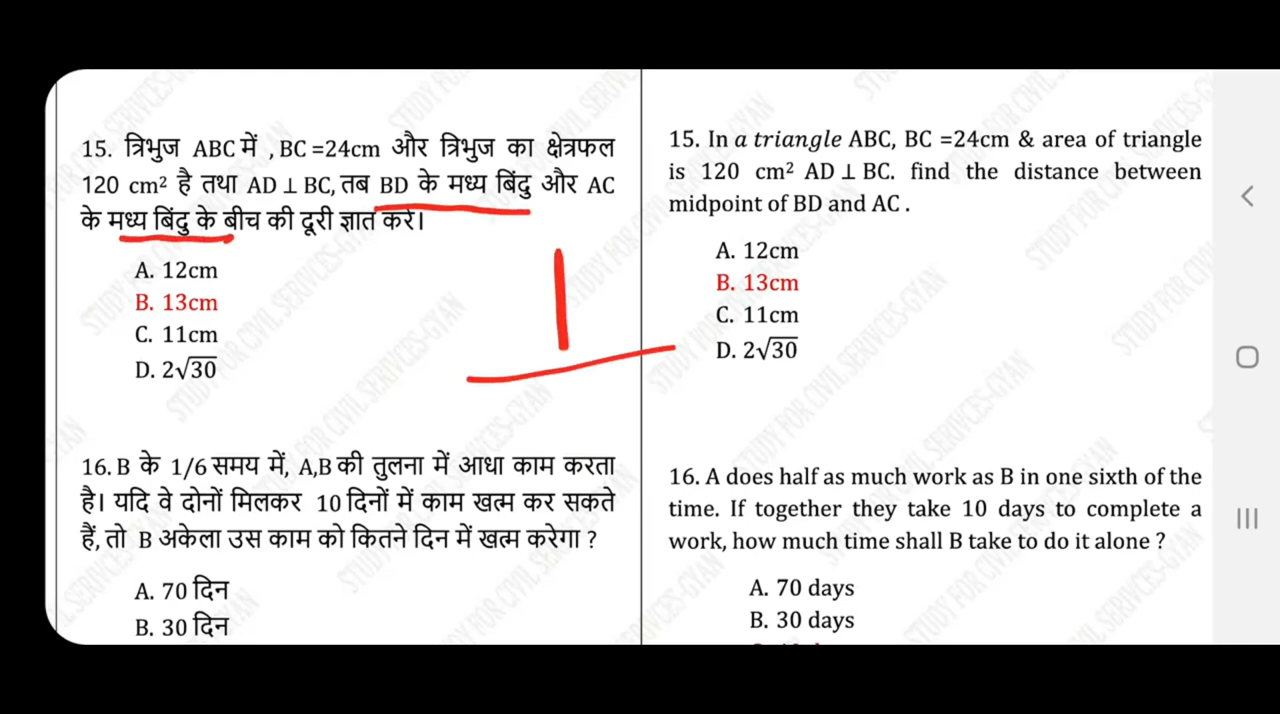 15. त्रिभुज ABC में , BC =24cm और त्रिभुज का क्षेत्रफल
120 cm² है तथा AD ⊥ BC, तब BD के मध्य बिंदु और AC
के मध्य बिंदु के बीच की दूरी ज्ञात करें।
A. 12cm
B. 13cm
C. 11cm
D. 2√30
16. B के 1/6 समय में, A,B की तुलना में आधा काम करता
है। यदि वे दोनों मिलकर 10 दिनों में काम खत्म कर सकते
हैं, तो B अकेला उस काम को कितने दिन में खत्म करेगा ?
A. 70 दिन
B. 30 दिन
15. In a triangle ABC, BC =24cm & area of triangle
is 120 cm² AD ⊥ BC. find the distance between
midpoint of BD and AC .
A. 12cm
B. 13cm
C. 11cm
D. 2√30
16. A does half as much work as B in one sixth of the
time. If together they take 10 days to complete a
work, how much time shall B take to do it alone ?
A. 70 days
B. 30 days
STUDY FOR CIVIL SERIVCES-GYAN